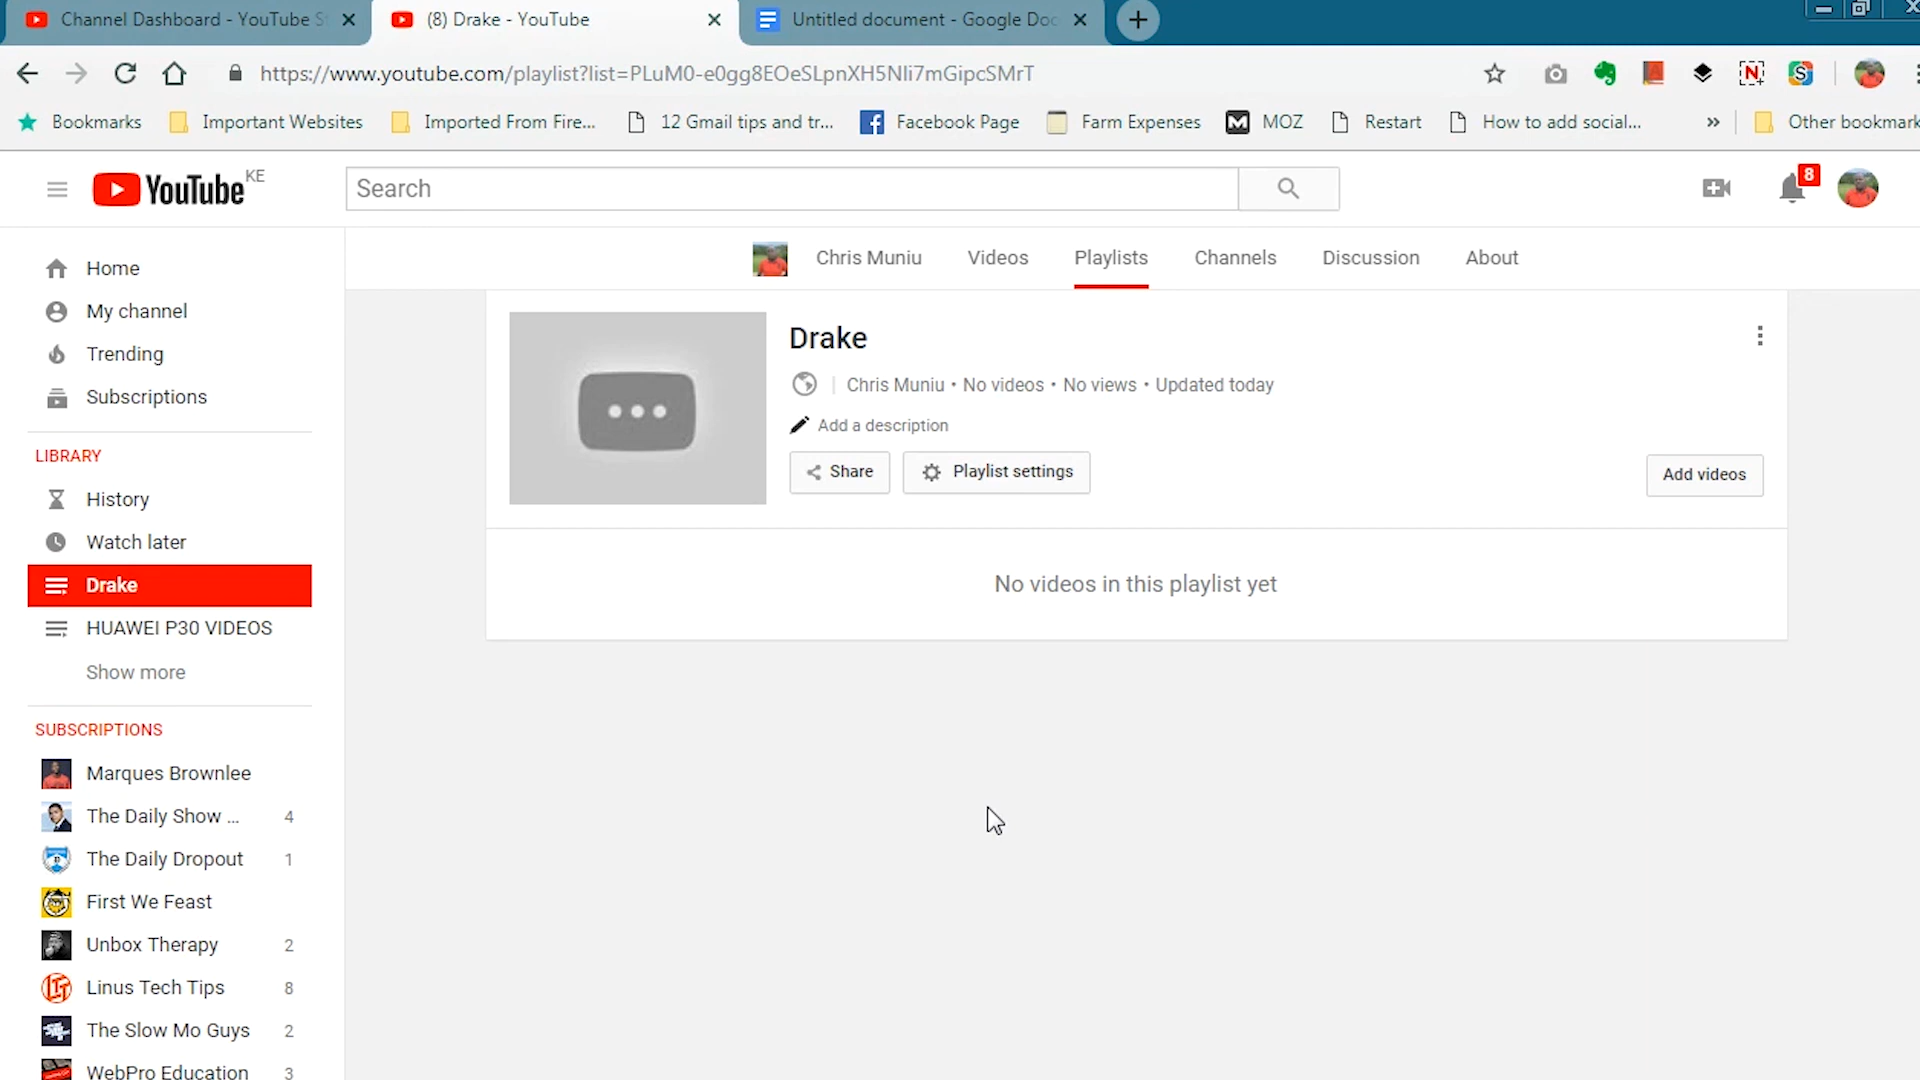 Channel Dashboard - YouTube St
(8) Drake - YouTube
Untitled document - Google Doc
https://www.youtube.com/playlist?list=PLuM0-e0gg8EOeSLpnXH5Nli7mGipcSMrT
Bookmarks
Important Websites
Imported From Fire...
12 Gmail tips and tr...
Facebook Page
Farm Expenses
MOZ
Restart
How to add social...
»
Other bookmark
YouTube KE
Search
8
Chris Muniu
Videos
Playlists
Channels
Discussion
About
Home
My channel
Trending
Subscriptions
LIBRARY
History
Watch later
Drake
HUAWEI P30 VIDEOS
Show more
SUBSCRIPTIONS
Marques Brownlee
The Daily Show ... 4
The Daily Dropout 1
First We Feast
Unbox Therapy 2
Linus Tech Tips 8
The Slow Mo Guys 2
WebPro Education 3
Drake
Chris Muniu • No videos • No views • Updated today
Add a description
Share
Playlist settings
Add videos
No videos in this playlist yet